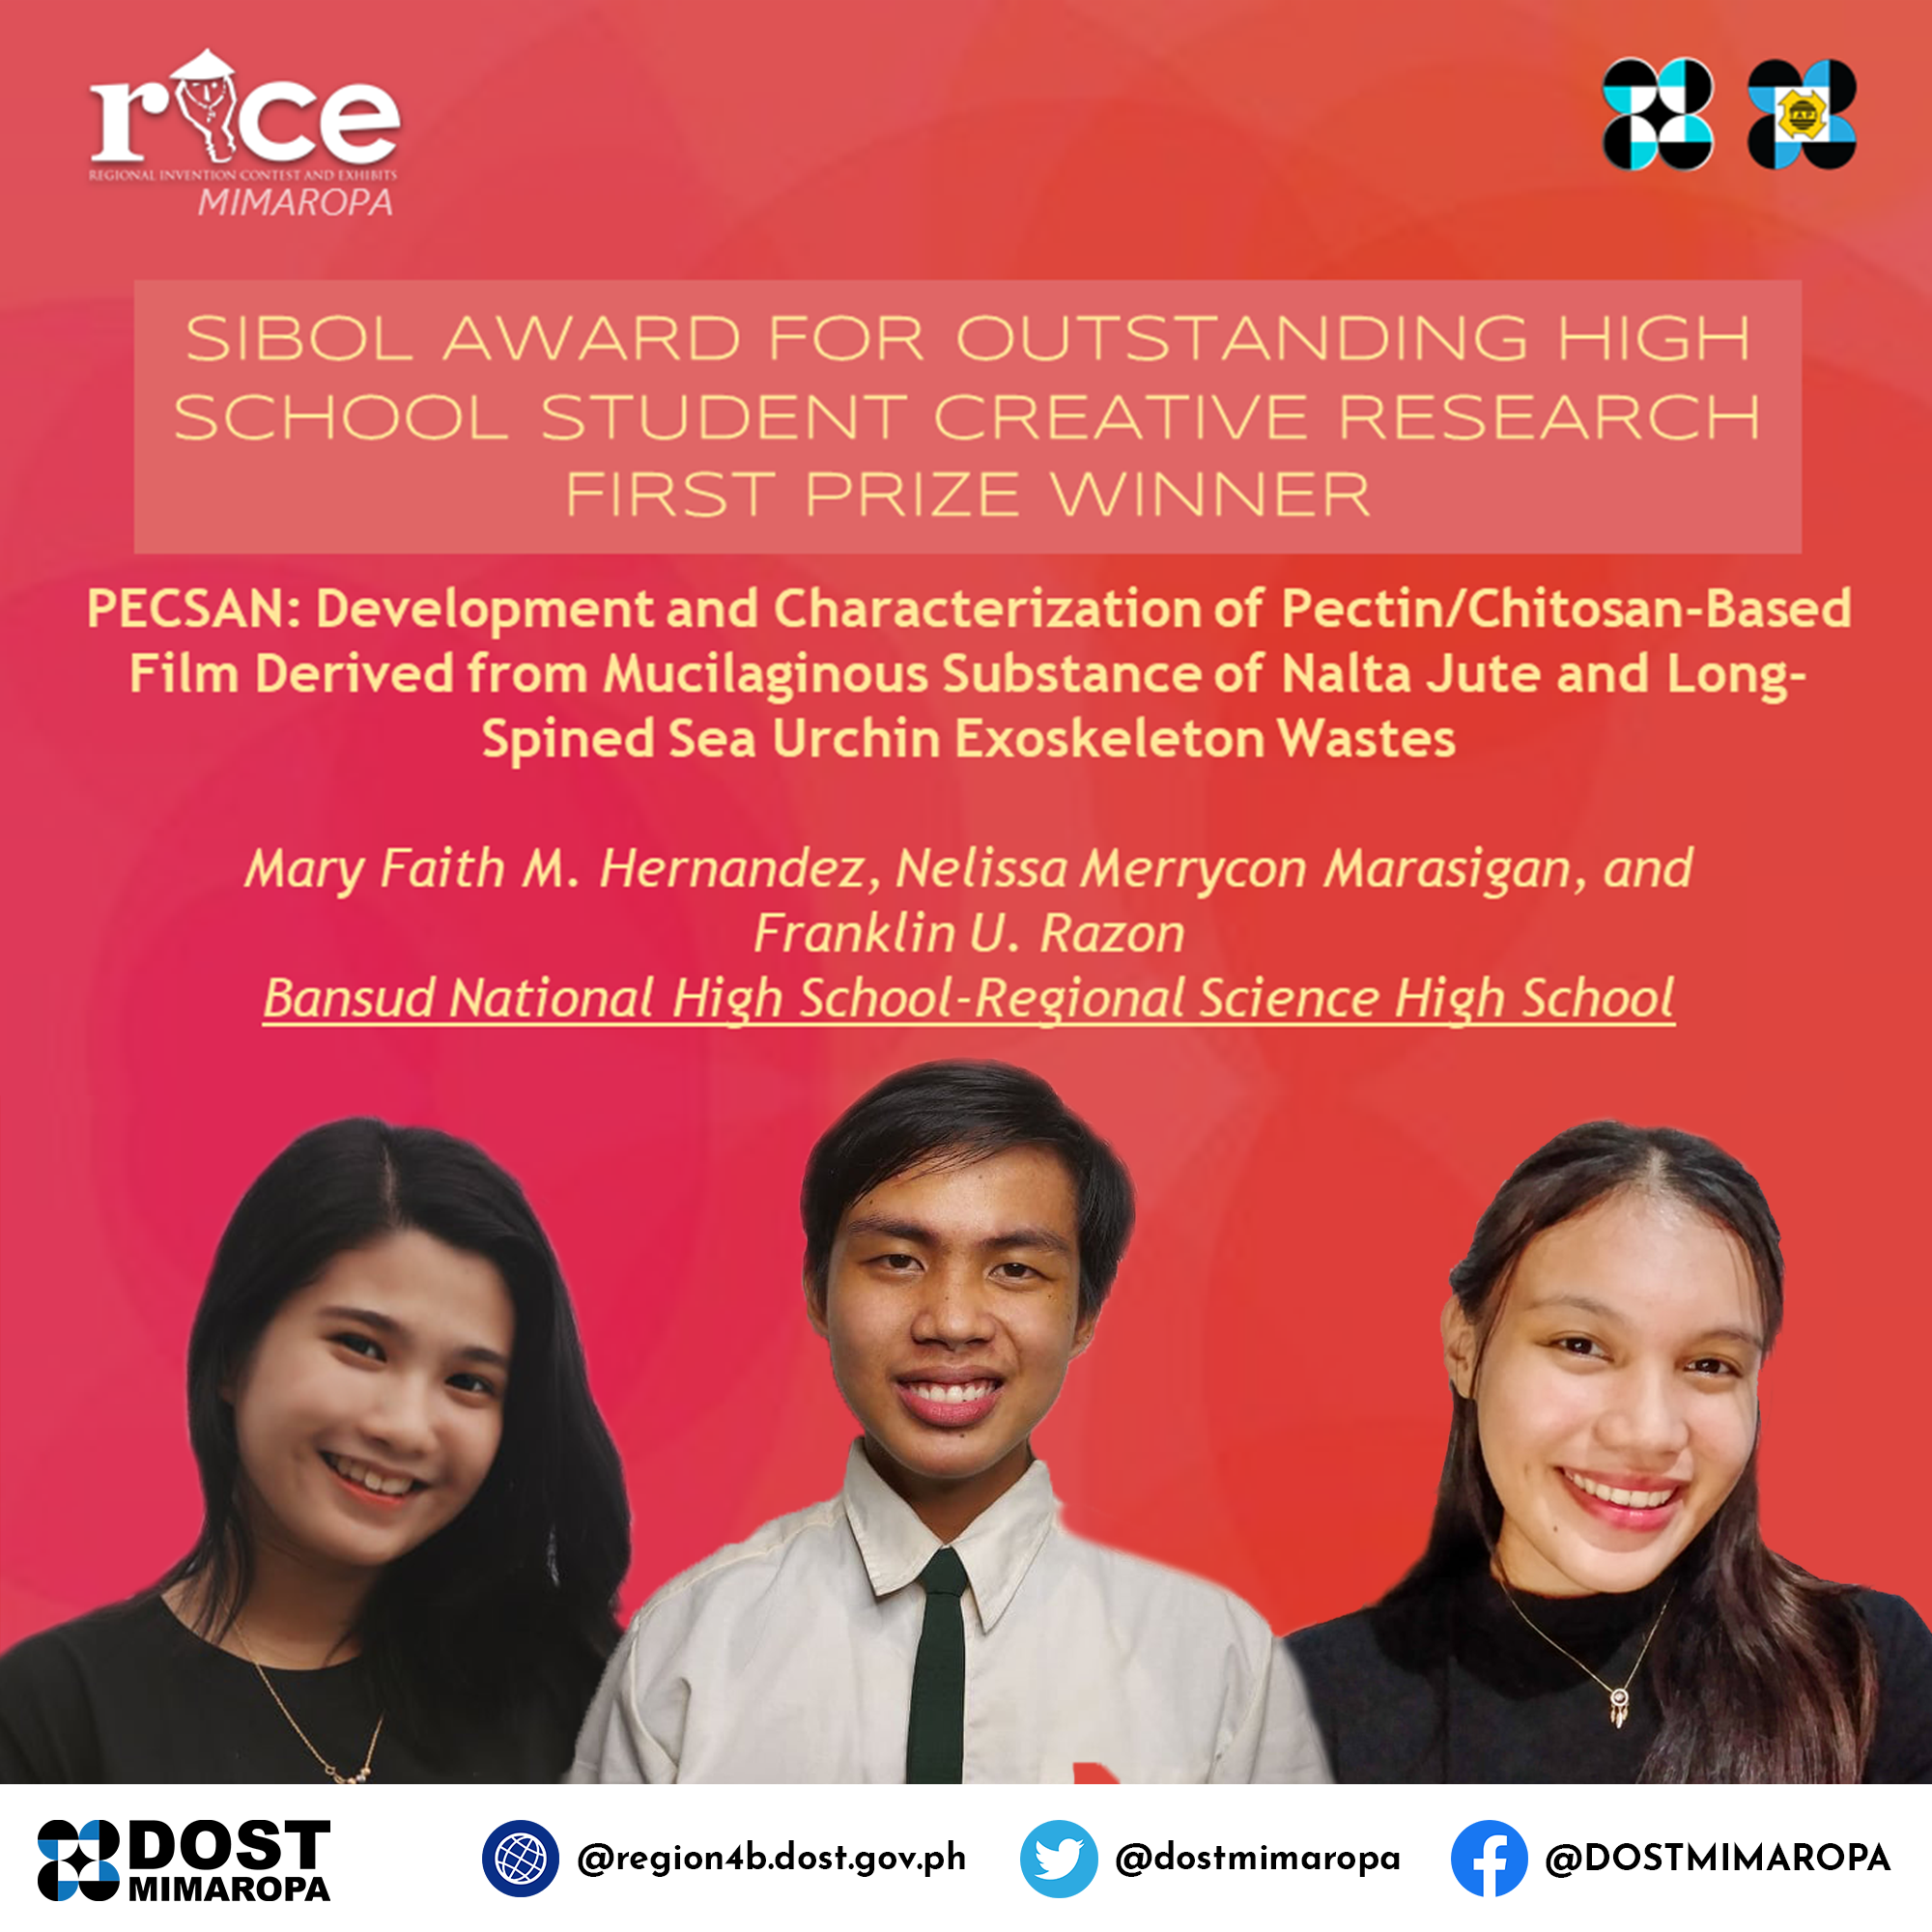 rice
REGIONAL INVENTION CONTEST AND EXHIBITS
MIMAROPA
TAPI
SIBOL AWARD FOR OUTSTANDING HIGH
SCHOOL STUDENT CREATIVE RESEARCH
FIRST PRIZE WINNER
PECSAN: Development and Characterization of Pectin/Chitosan-Based
Film Derived from Mucilaginous Substance of Nalta Jute and Long-
Spined Sea Urchin Exoskeleton Wastes
Mary Faith M. Hernandez, Nelissa Merrycon Marasigan, and
Franklin U. Razon
Bansud National High School-Regional Science High School
DOST
MIMAROPA
@region4b.dost.gov.ph
@dostmimaropa
@DOSTMIMAROPA